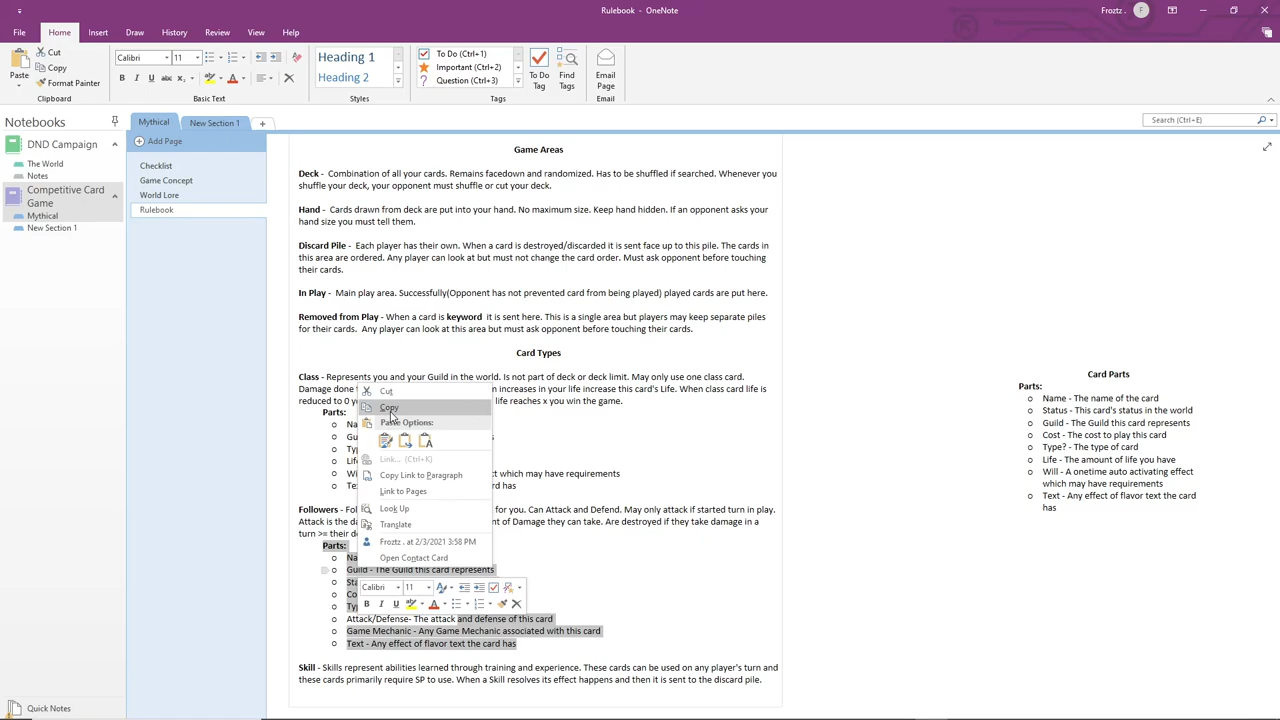 Rulebook - OneNote
Froztz . F
File Home Insert Draw History Review View Help
Paste
Cut
Copy
Format Painter
Clipboard
Calibri 11
B I U abc x₂ A
Basic Text
Heading 1
Heading 2
Styles
To Do (Ctrl+1)
Important (Ctrl+2)
Question (Ctrl+3)
To Do Tag
Find Tags
Tags
Email Page
Email
Notebooks
DND Campaign
The World
Notes
Competitive Card Game
Mythical
New Section 1
Quick Notes
Mythical New Section 1 +
Search (Ctrl+E)
Add Page
Checklist
Game Concept
World Lore
Rulebook
Game Areas
Deck - Combination of all your cards. Remains facedown and randomized. Has to be shuffled if searched. Whenever you
shuffle your deck, your opponent must shuffle or cut your deck.
Hand - Cards drawn from deck are put into your hand. No maximum size. Keep hand hidden. If an opponent asks your
hand size you must tell them.
Discard Pile - Each player has their own. When a card is destroyed/discarded it is sent face up to this pile. The cards in
this area are ordered. Any player can look at but must not change the card order. Must ask opponent before touching
their cards.
In Play - Main play area. Successfully(Opponent has not prevented card from being played) played cards are put here.
Removed from Play - When a card is keyword it is sent here. This is a single area but players may keep separate piles
for their cards. Any player can look at this area but must ask opponent before touching their cards.
Card Types
Class - Represents you and your Guild in the world. Is not part of deck or deck limit. May only use one class card.
Damage done t n increases in your life increase this card's Life. When class card life is
reduced to 0 y life reaches x you win the game.
Parts:
Na
Gu s
Ty
Life
Wil ct which may have requirements
Text rd has
Followers - Fol for you. Can Attack and Defend. May only attack if started turn in play.
Attack is the da nt of Damage they can take. Are destroyed if they take damage in a
turn >= their de
Parts:
Na
Guild - The Guild this card represents
Sta
Co
Typ
Attack/Defense- The attack and defense of this card
Game Mechanic - Any Game Mechanic associated with this card
Text - Any effect of flavor text the card has
Skill - Skills represent abilities learned through training and experience. These cards can be used on any player's turn and
these cards primarily require SP to use. When a Skill resolves its effect happens and then it is sent to the discard pile.
Cut
Copy
Paste Options:
Link... (Ctrl+K)
Copy Link to Paragraph
Link to Pages
Look Up
Translate
Froztz . at 2/3/2021 3:58 PM
Open Contact Card
Calibri 11
B I U A
Card Parts
Parts:
Name - The name of the card
Status - This card's status in the world
Guild - The Guild this card represents
Cost - The cost to play this card
Type? - The type of card
Life - The amount of life you have
Will - A onetime auto activating effect
which may have requirements
Text - Any effect of flavor text the card
has